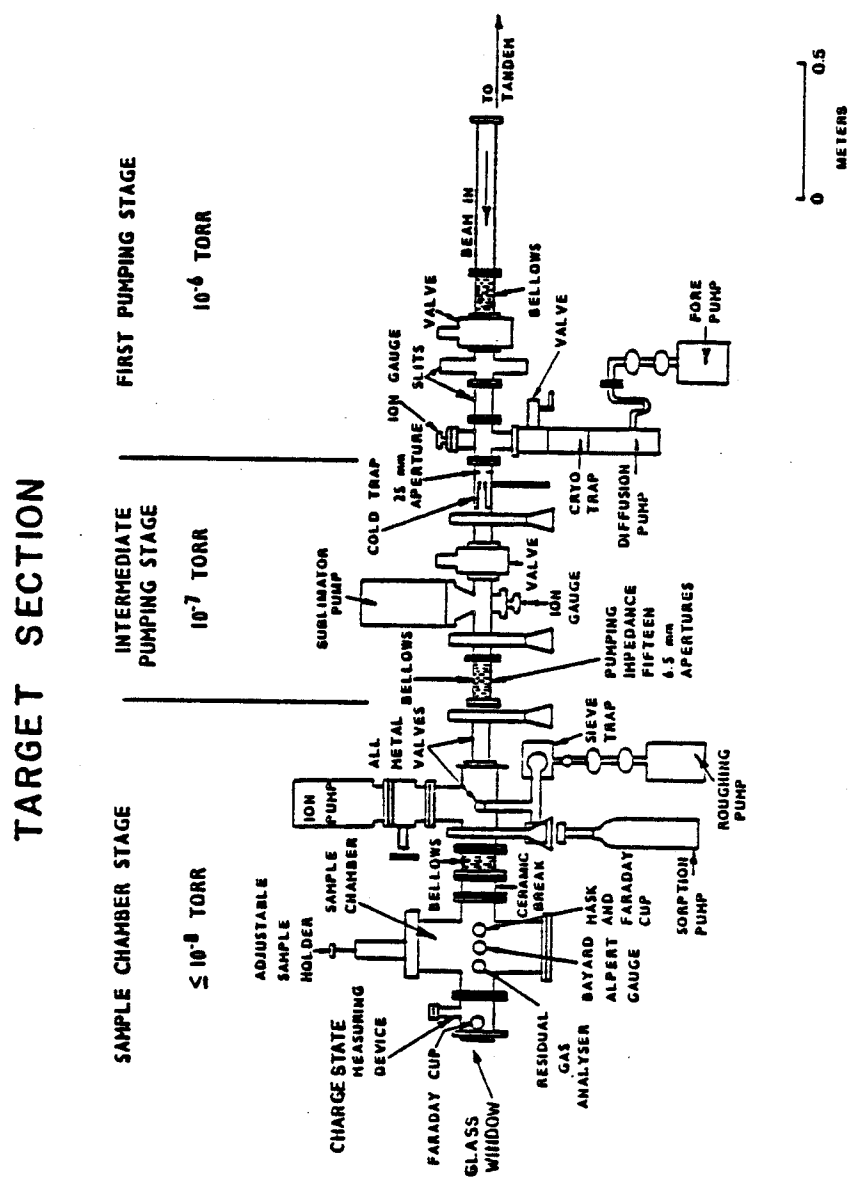 TARGET SECTION
SAMPLE CHAMBER STAGE
≤10⁻⁸ TORR
INTERMEDIATE
PUMPING STAGE
10⁻⁷ TORR
FIRST PUMPING STAGE
10⁻⁶ TORR
ADJUSTABLE
SAMPLE
HOLDER
SAMPLE
CHAMBER
ION
PUMP
ALL
METAL
VALVES
BELLOWS
SUBLIMATOR
PUMP
COLD TRAP
25 mm
APERTURE
ION GAUGE
SLITS
VALVE
BEAM IN
TO
TANDEM
CHARGE STATE
MEASURING
DEVICE
FARADAY CUP
GLASS
WINDOW
BELLOWS
CERAMIC
BREAK
RESIDUAL
GAS
ANALYSER
BAYARD
ALPERT
GAUGE
MASK
AND
FARADAY
CUP
SORPTION
PUMP
SIEVE
TRAP
ROUGHING
PUMP
PUMPING
IMPEDANCE
FIFTEEN
6.5 mm
APERTURES
ION
GAUGE
VALVE
CRYO
TRAP
DIFFUSION
PUMP
VALVE
BELLOWS
FORE
PUMP
0
0.5
METERS